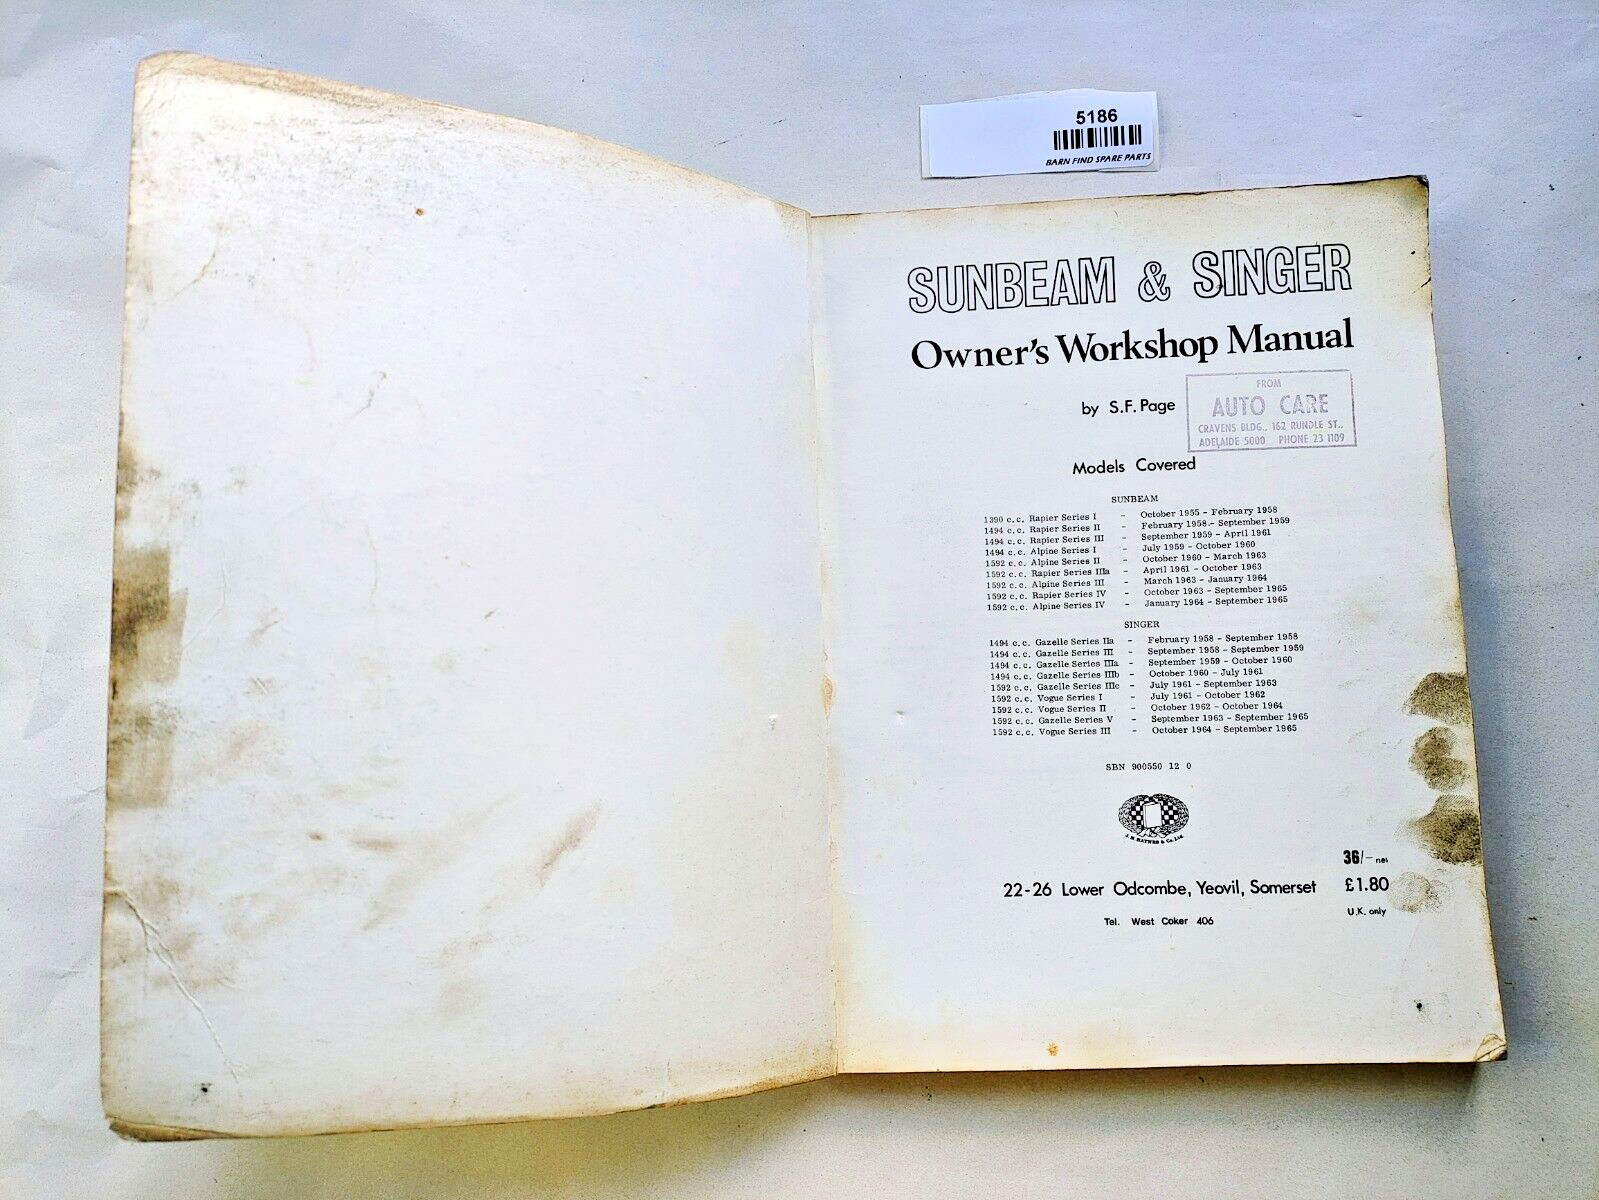 5186
BARN FIND SPARE PARTS
SUNBEAM & SINGER
Owner's Workshop Manual
by S.F. Page
FROM
AUTO CARE
CRAVENS BLDG., 162 RUNDLE ST.,
ADELAIDE 5000 PHONE 23 1109
Models Covered
SUNBEAM
1390 c.c. Rapier Series I - October 1955 - February 1958
1494 c.c. Rapier Series II - February 1958 - September 1959
1494 c.c. Rapier Series III - September 1959 - April 1961
1494 c.c. Alpine Series I - July 1959 - October 1960
1592 c.c. Alpine Series II - October 1960 - March 1963
1592 c.c. Rapier Series IIIa - April 1961 - October 1963
1592 c.c. Alpine Series III - March 1963 - January 1964
1592 c.c. Rapier Series IV - October 1963 - September 1965
1592 c.c. Alpine Series IV - January 1964 - September 1965
SINGER
1494 c.c. Gazelle Series IIa - February 1958 - September 1958
1494 c.c. Gazelle Series III - September 1958 - September 1959
1494 c.c. Gazelle Series IIIa - September 1959 - October 1960
1494 c.c. Gazelle Series IIIb - October 1960 - July 1961
1592 c.c. Gazelle Series IIIc - July 1961 - September 1963
1592 c.c. Vogue Series I - July 1961 - October 1962
1592 c.c. Vogue Series II - October 1962 - October 1964
1592 c.c. Gazelle Series V - September 1963 - September 1965
1592 c.c. Vogue Series III - October 1964 - September 1965
SBN 900550 12 0
J. H. HAYNES & Co. Ltd.
36/- net
22-26 Lower Odcombe, Yeovil, Somerset £1.80
Tel. West Coker 406 U.K. only